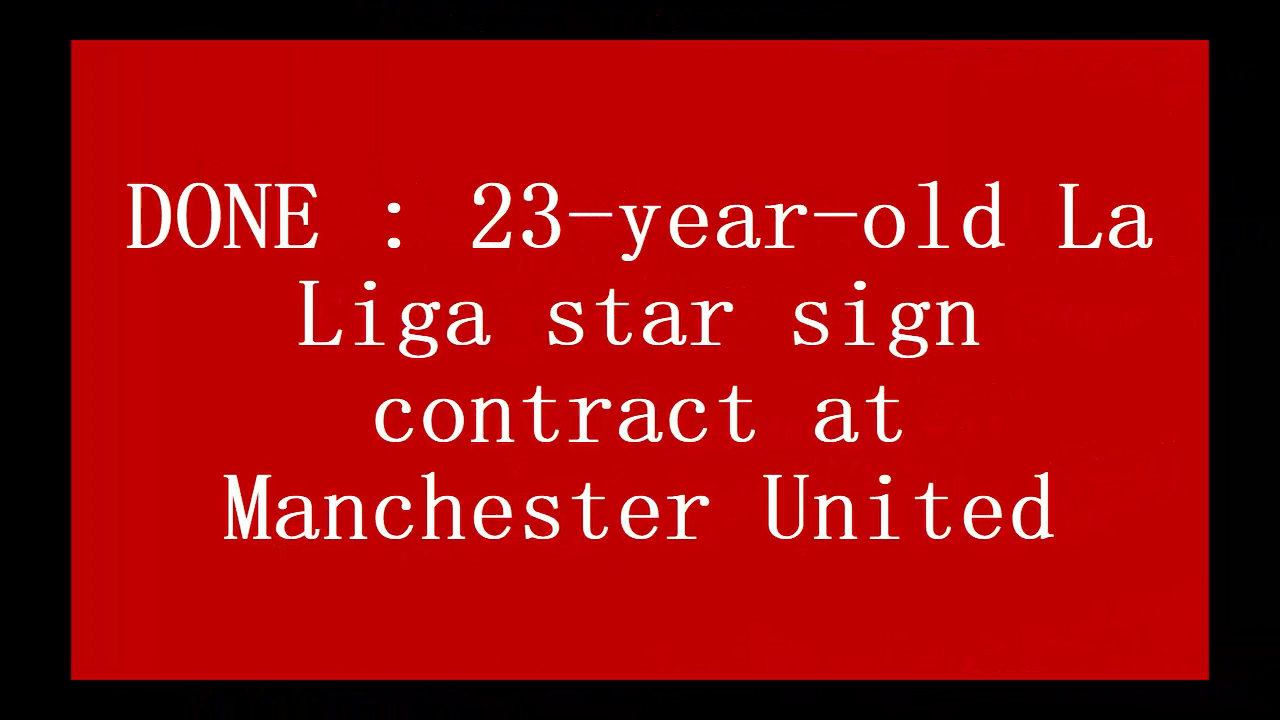 DONE : 23-year-old La
Liga star sign
contract at
Manchester United